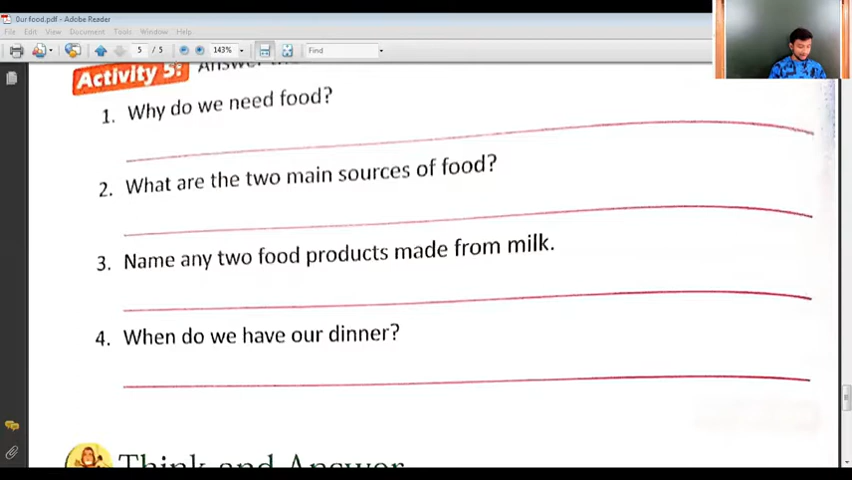 Our food.pdf - Adobe Reader
File Edit View Document Tools Window Help
5 / 5 143% Find
Activity 5: Answer the
1. Why do we need food?
2. What are the two main sources of food?
3. Name any two food products made from milk.
4. When do we have our dinner?
Think and Answer